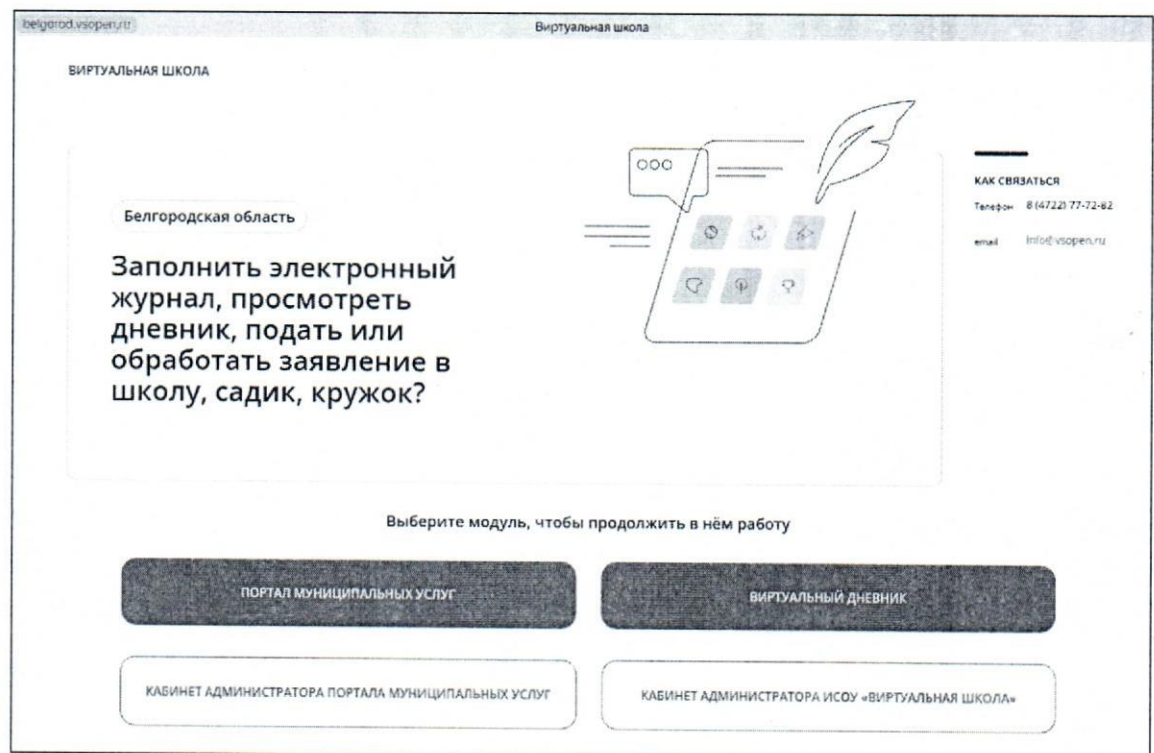 belgorod.vsopen.ru
Виртуальная школа
ВИРТУАЛЬНАЯ ШКОЛА
КАК СВЯЗАТЬСЯ
Телефон 8 (4722) 77-72-82
email info@vsopen.ru
Белгородская область
Заполнить электронный
журнал, просмотреть
дневник, подать или
обработать заявление в
школу, садик, кружок?
Выберите модуль, чтобы продолжить в нём работу
ПОРТАЛ МУНИЦИПАЛЬНЫХ УСЛУГ
ВИРТУАЛЬНЫЙ ДНЕВНИК
КАБИНЕТ АДМИНИСТРАТОРА ПОРТАЛА МУНИЦИПАЛЬНЫХ УСЛУГ
КАБИНЕТ АДМИНИСТРАТОРА ИСОУ «ВИРТУАЛЬНАЯ ШКОЛА»